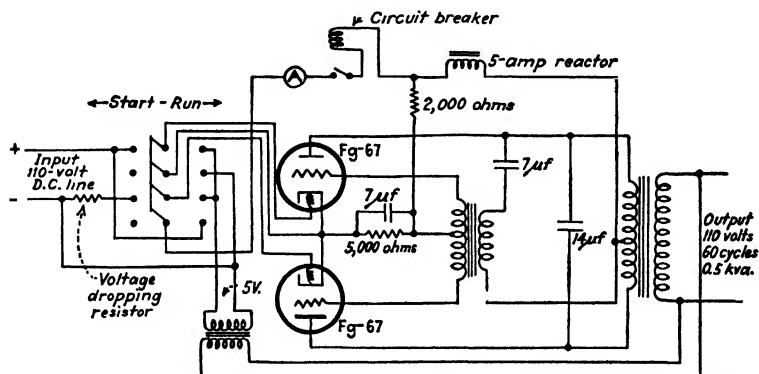 Circuit breaker
←Start-Run→
A
5-amp reactor
2,000 ohms
+
Input
110-volt
D.C. line
-
Fg-67
7μf
7μf
5,000 ohms
14μf
Output
110 volts
60 cycles
0.5 kva.
Voltage
dropping
resistor
5V.
Fg-67